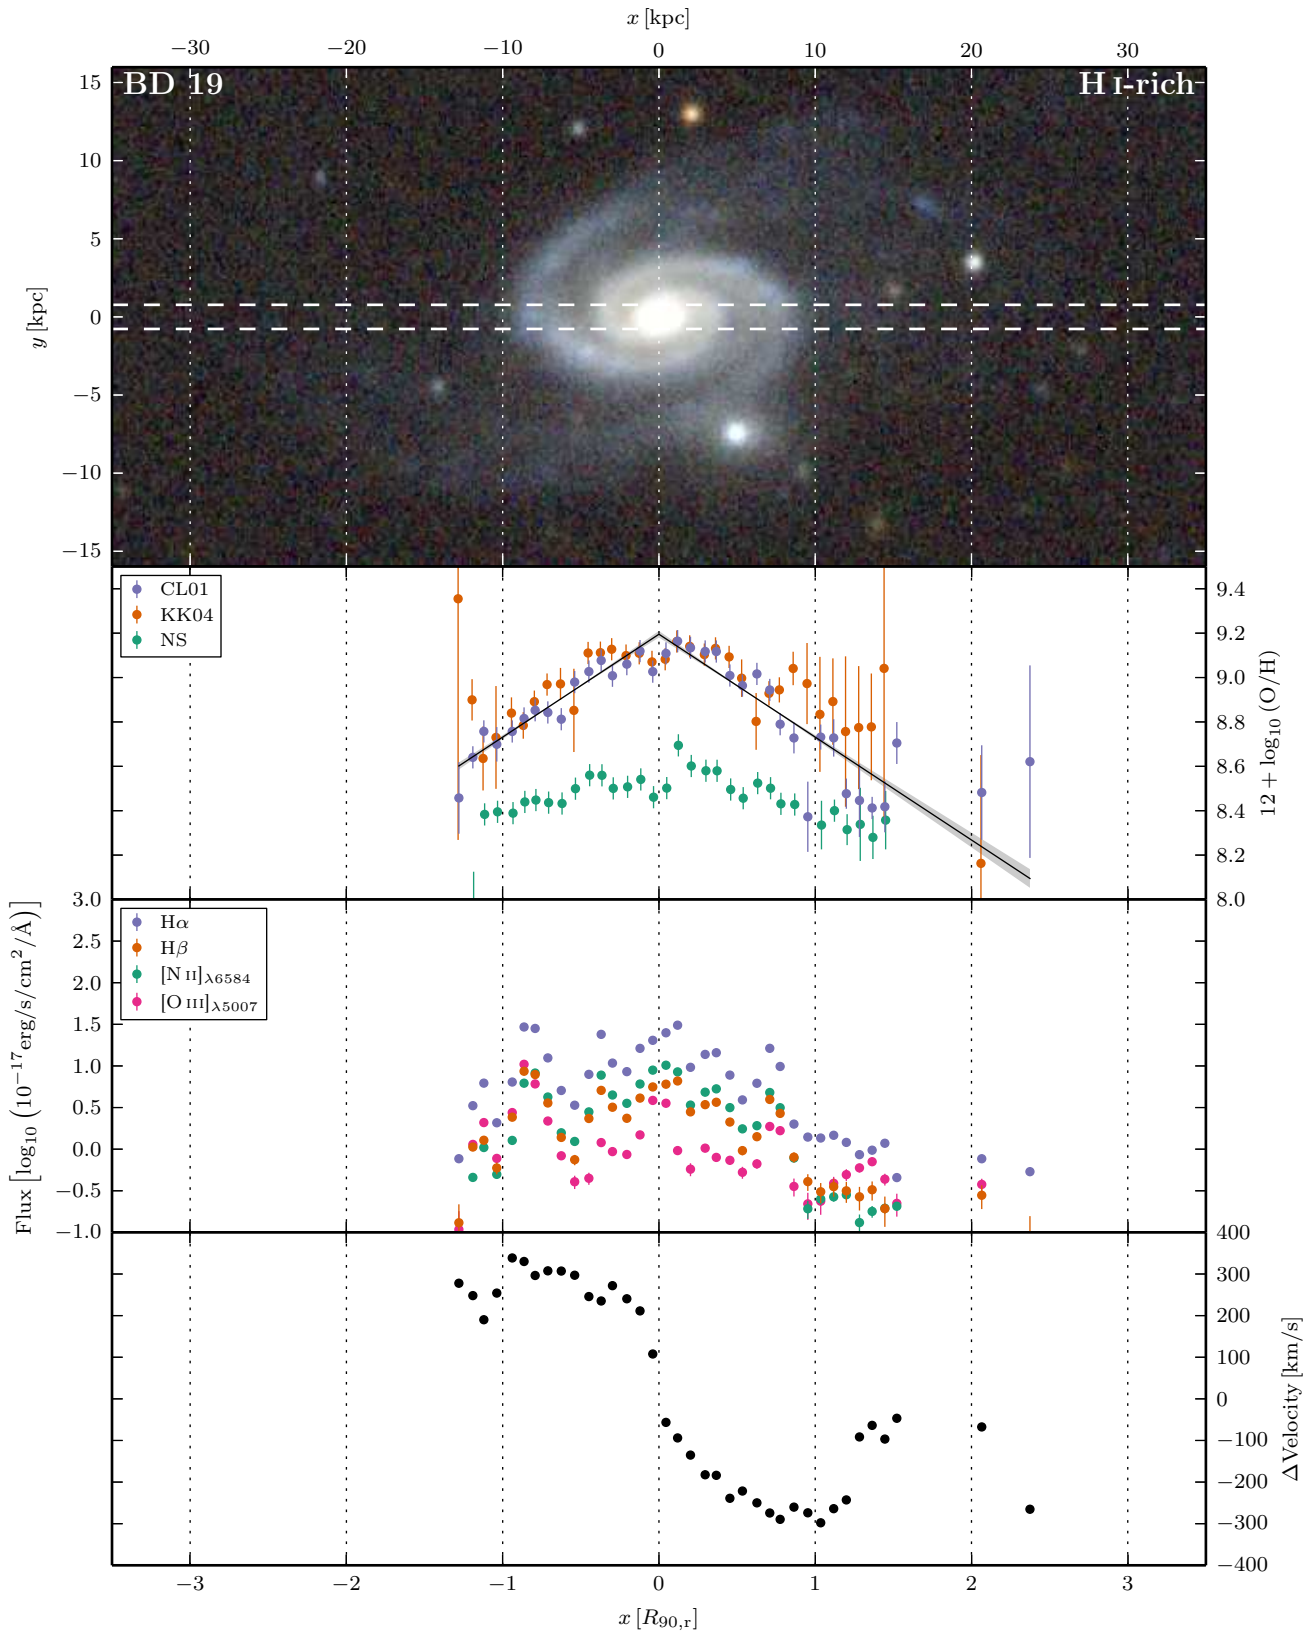 x [kpc]
−30 −20 −10 0 10 20 30
BD 19 H I-rich
15
10
5
0
−5
−10
−15
y [kpc]
CL01
KK04
NS
9.4
9.2
9.0
8.8
8.6
8.4
8.2
8.0
12 + log₁₀ (O/H)
3.0
2.5
1.5
1.0
0.5
0.0
−0.5
−1.0
Flux [log₁₀ (10⁻¹⁷erg/s/cm²/Å)]
Hα
Hβ
[N II]λ6584
[O III]λ5007
400
300
200
100
0
−100
−200
−300
−400
ΔVelocity [km/s]
−3 −2 −1 0 1 2 3
x [R₉₀,r]